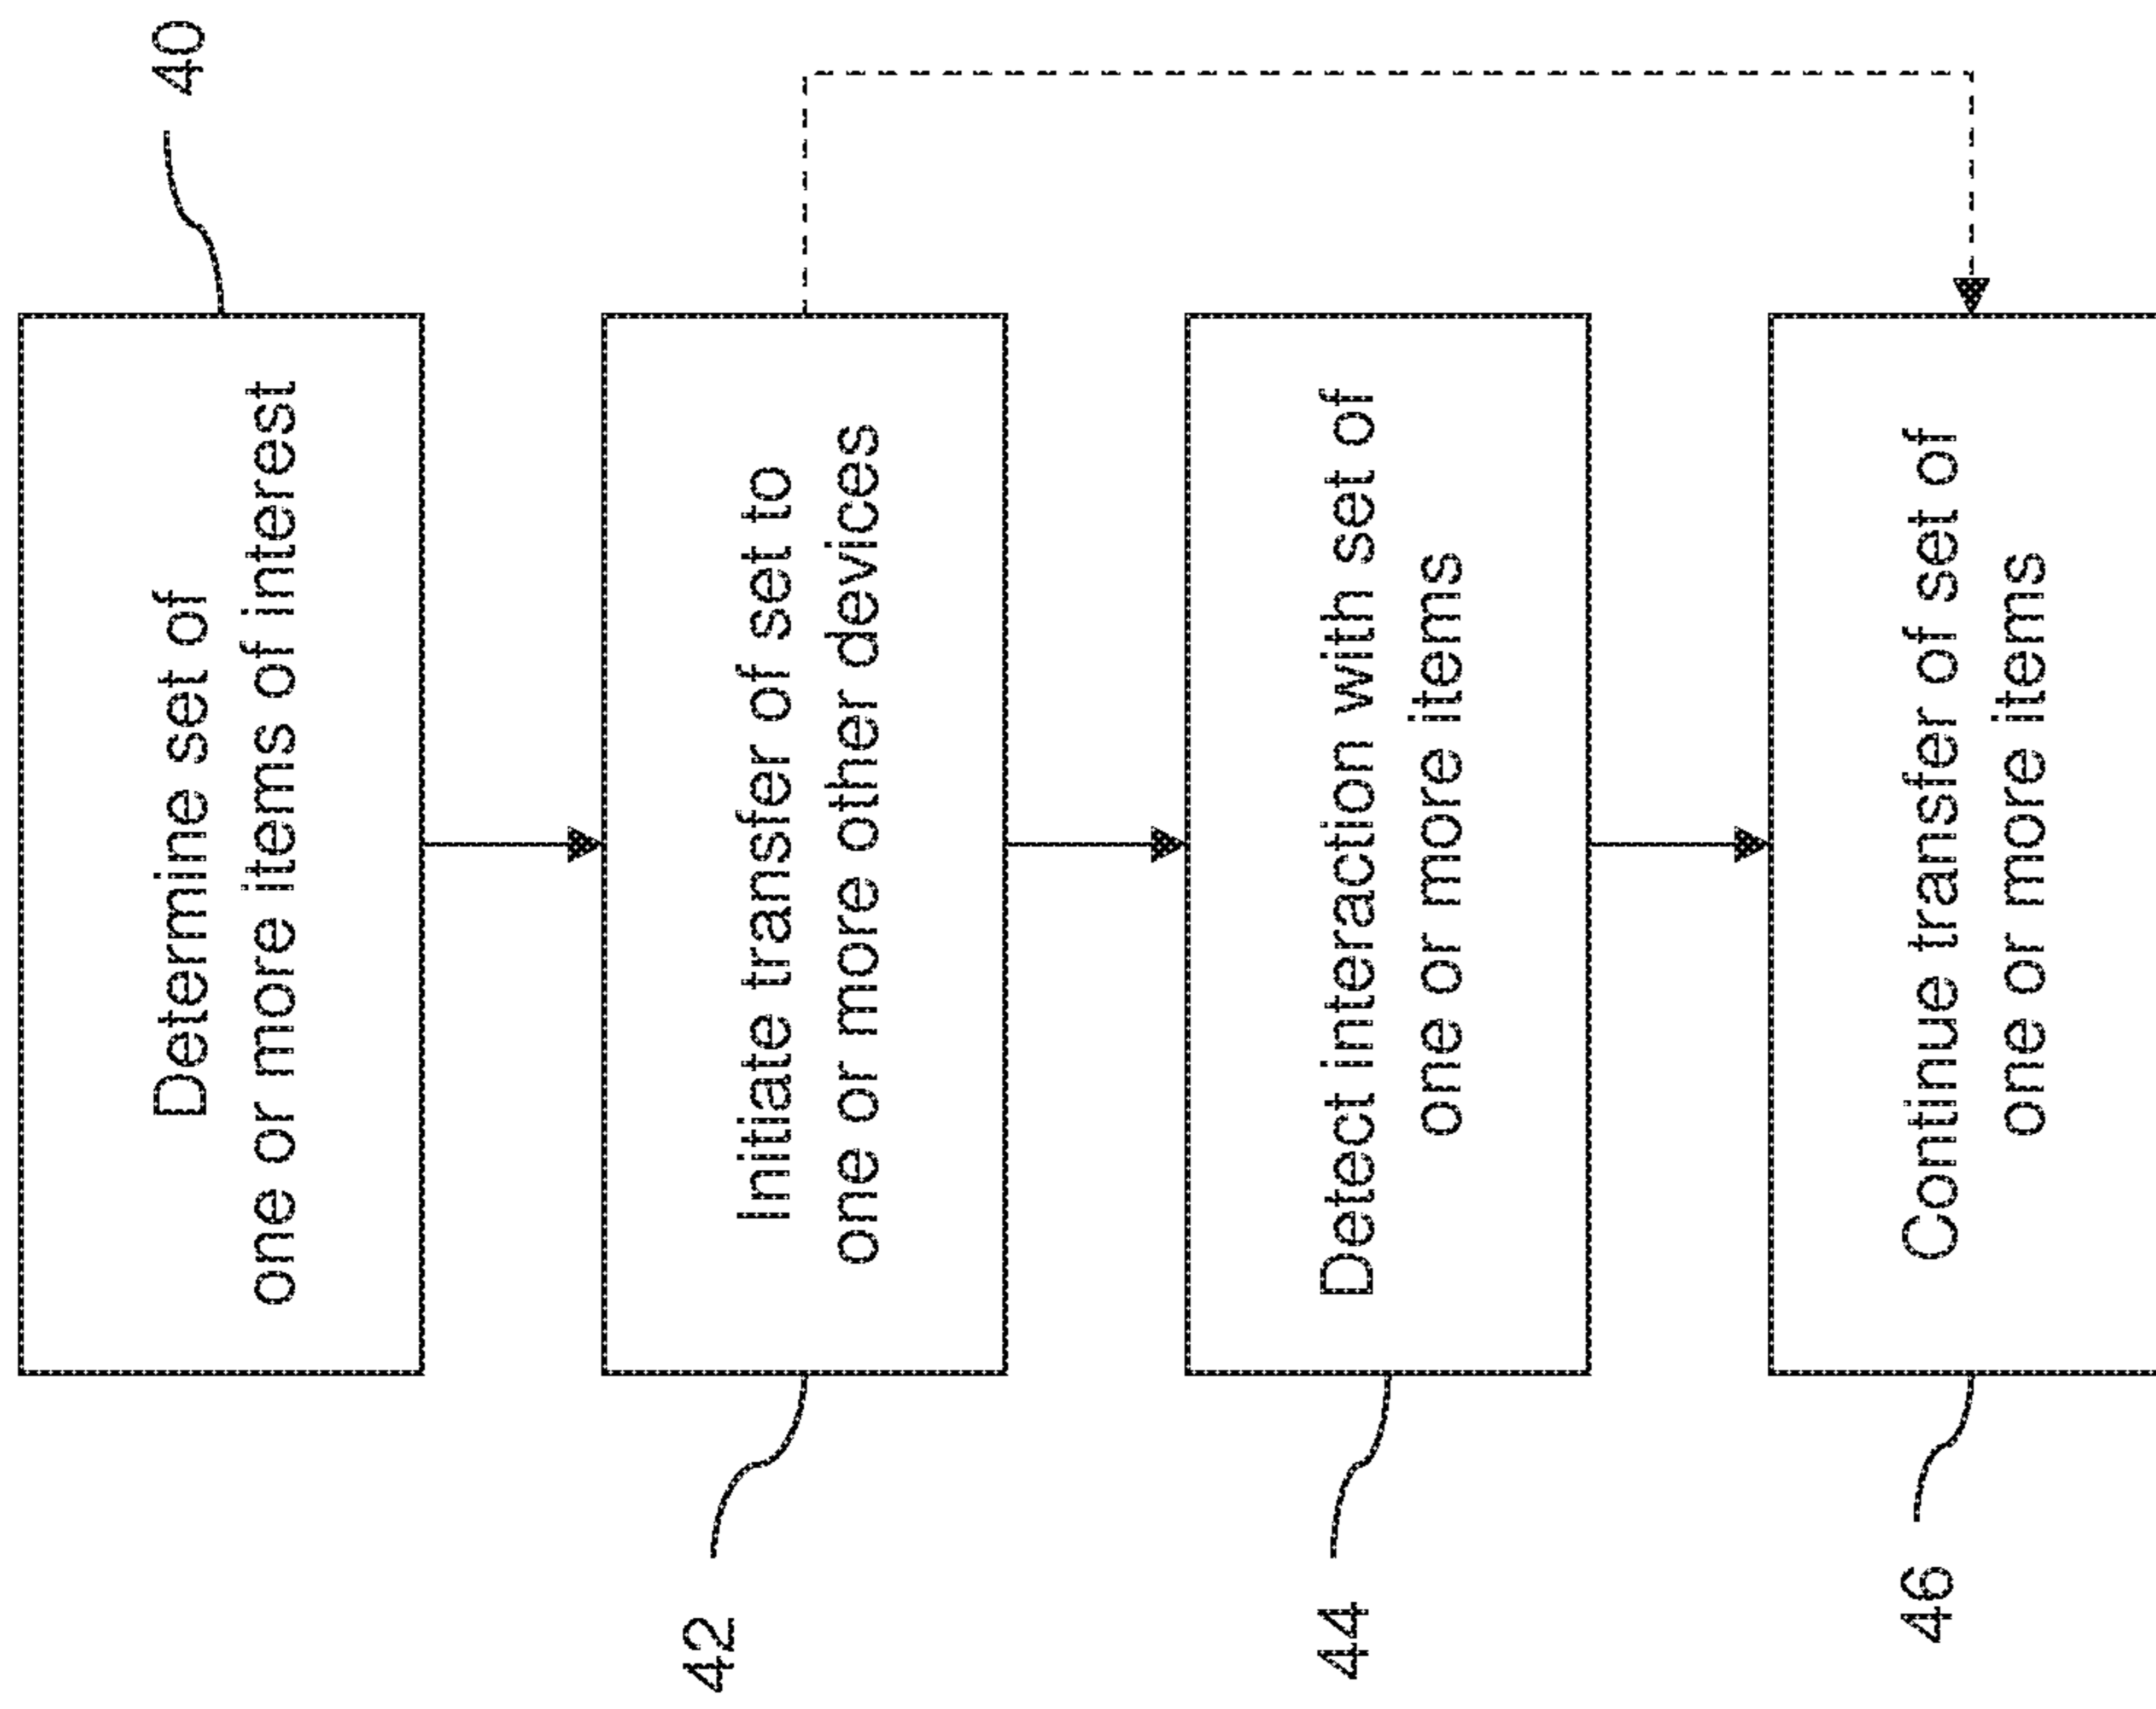 40
Determine set of
one or more items of interest
42
Initiate transfer of set to
one or more other devices
44
Detect interaction with set of
one or more items
46
Continue transfer of set of
one or more items